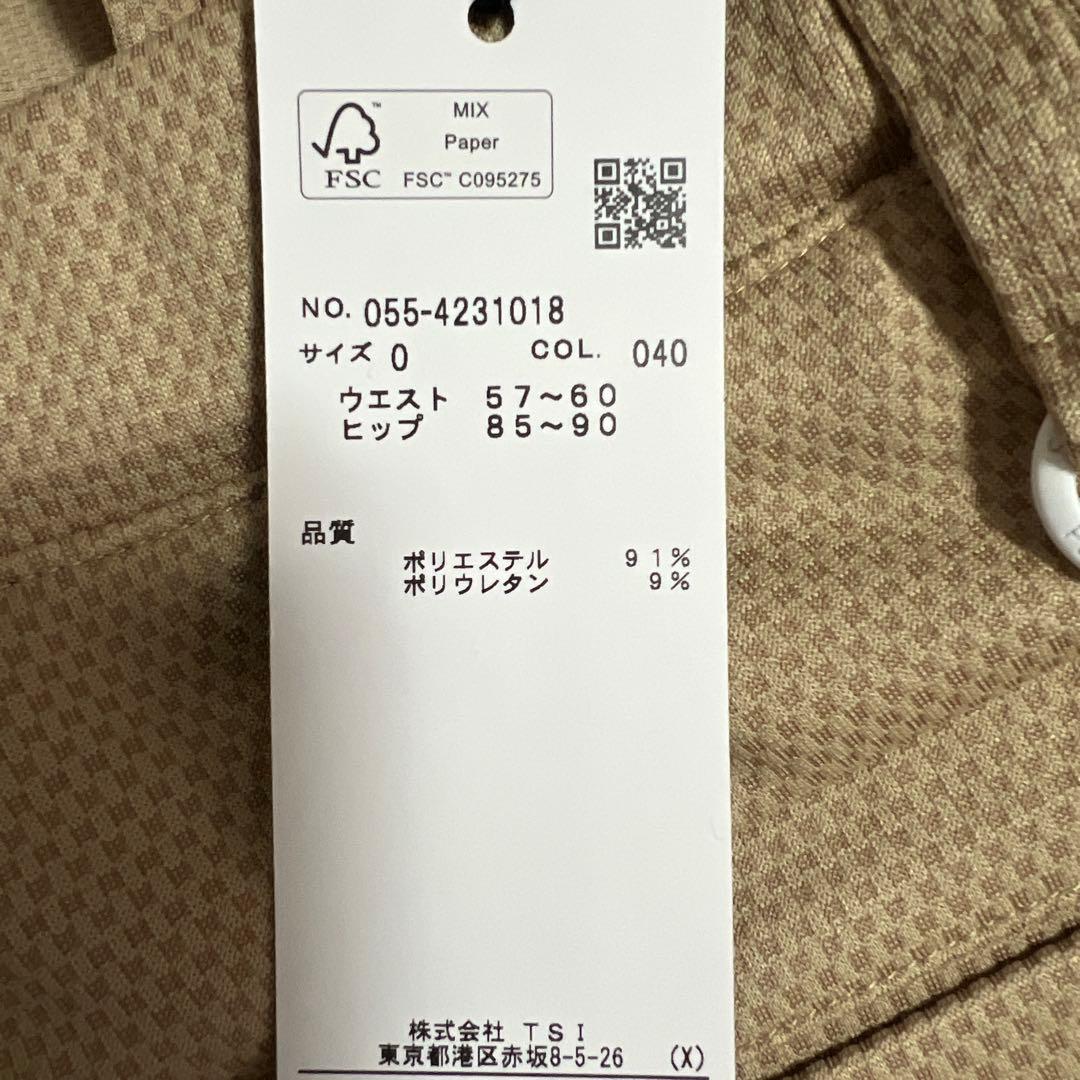 MIX
Paper
FSC™ C095275
FSC™
NO. 055-4231018
サイズ 0 COL. 040
ウエスト 57～60
ヒップ 85～90
品質
ポリエステル 91%
ポリウレタン 9%
株式会社 TSI
東京都港区赤坂8-5-26 (X)